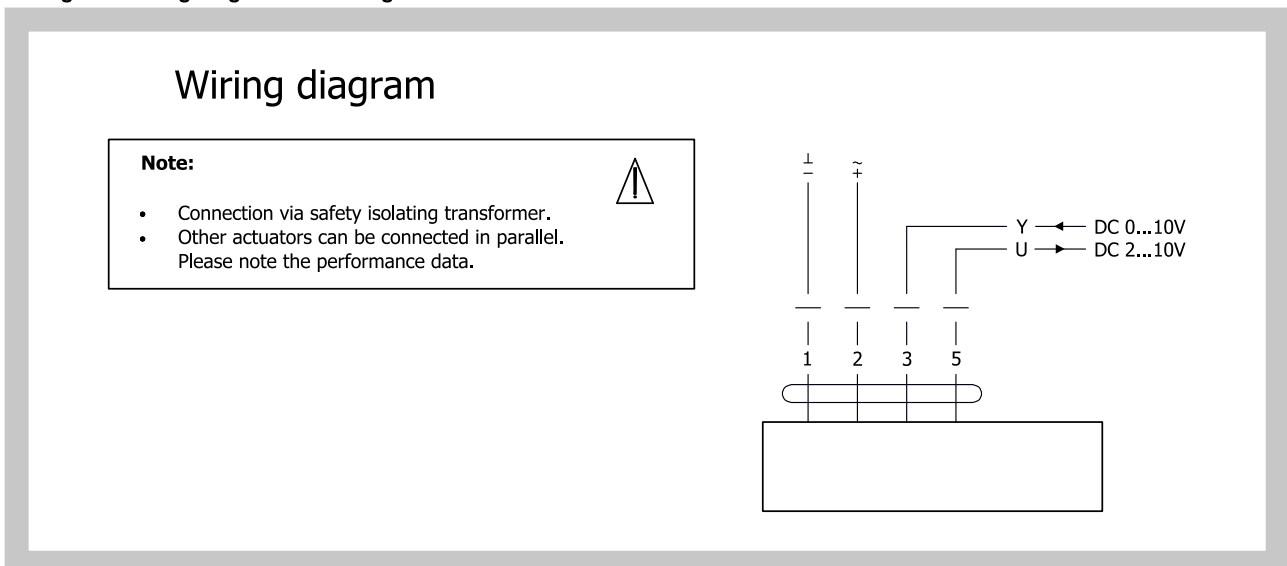 Wiring diagram
Note:
• Connection via safety isolating transformer.
• Other actuators can be connected in parallel.
Please note the performance data.
⊥ ~
− +
Y DC 0...10V
U DC 2...10V
1 2 3 5